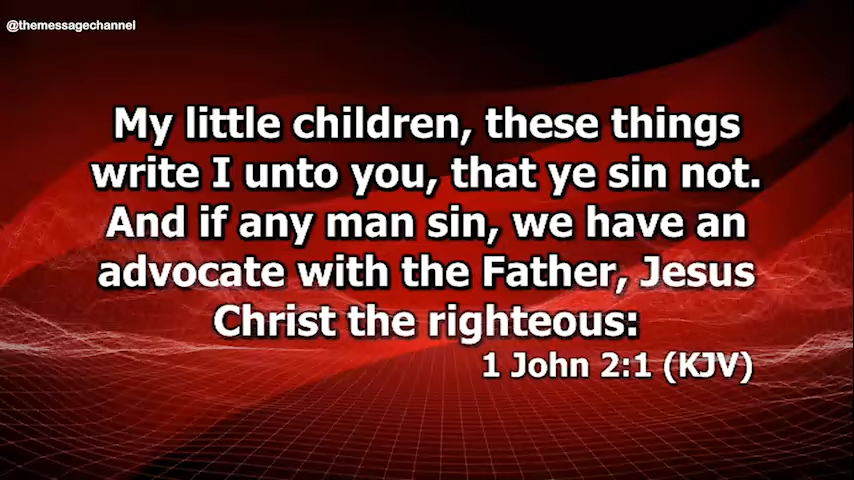 @themessagechannel
My little children, these things
write I unto you, that ye sin not.
And if any man sin, we have an
advocate with the Father, Jesus
Christ the righteous:
1 John 2:1 (KJV)